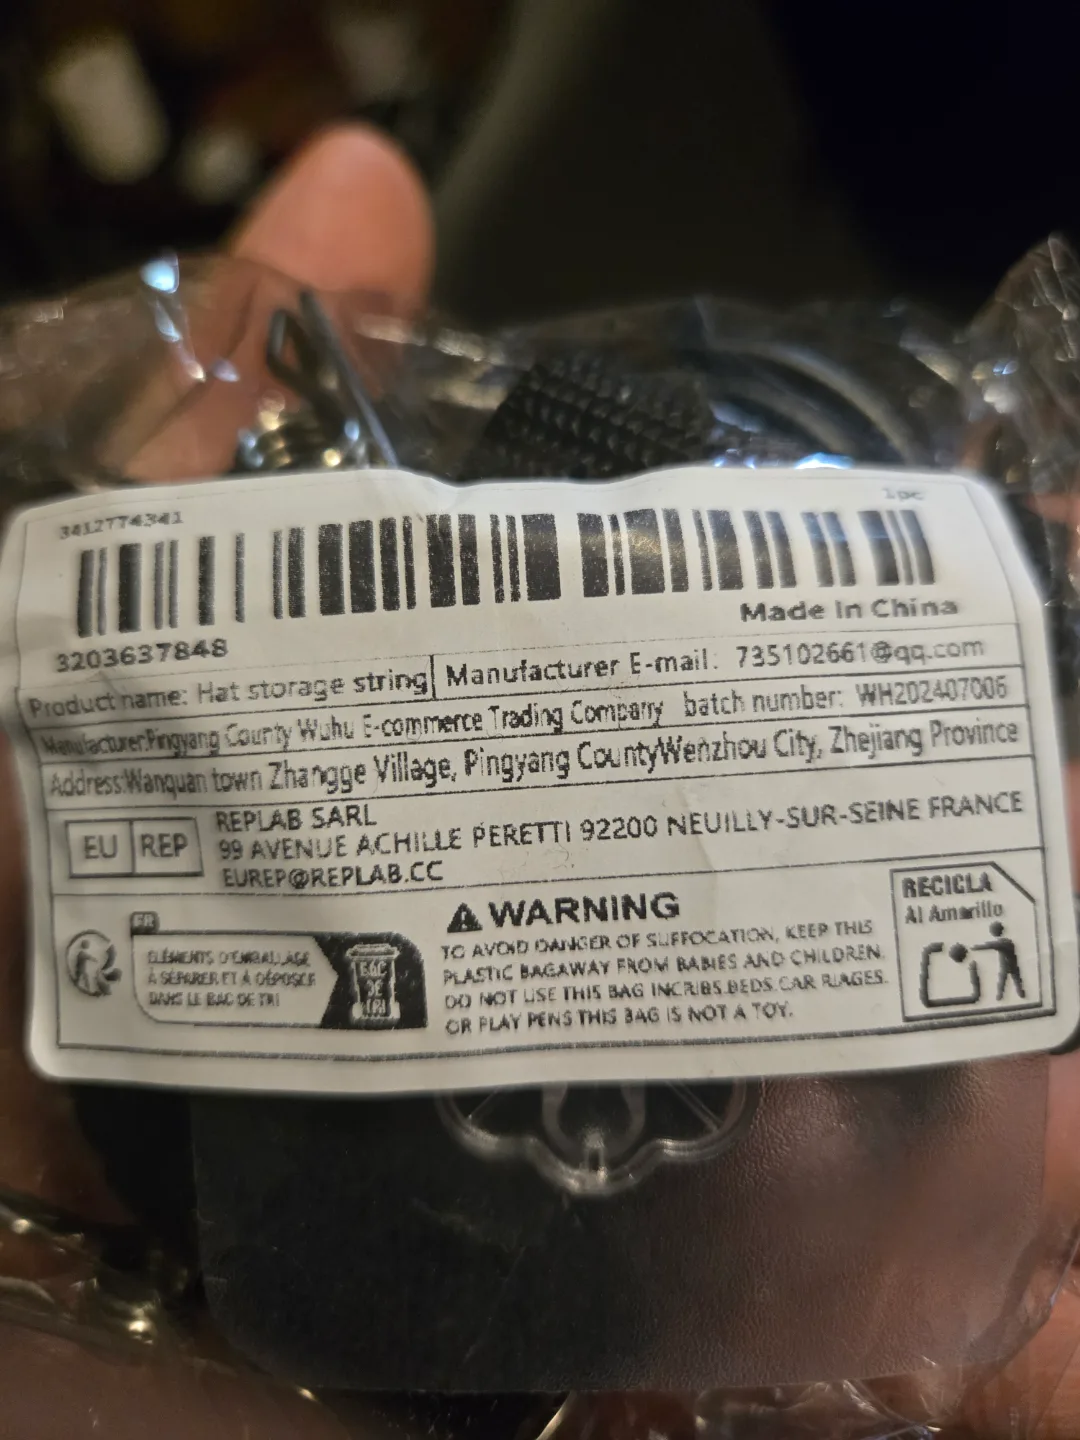 3412774341
1pc
Made In China
3203637848
Product name: Hat storage string
Manufacturer E-mail: 735102661@qq.com
Manufacturer:Pingyang County Wuhu E-commerce Trading Company batch number: WH202407006
Address:Wanquan town Zhangge Village, Pingyang CountyWenzhou City, Zhejiang Province
EU REP
REPLAB SARL
99 AVENUE ACHILLE PERETTI 92200 NEUILLY-SUR-SEINE FRANCE
EUREP@REPLAB.CC
FR
ÉLÉMENTS D'EMBALLAGE
À SÉPARER ET À DÉPOSER
DANS LE BAC DE TRI
BAC
DE
TRI
WARNING
TO AVOID DANGER OF SUFFOCATION, KEEP THIS
PLASTIC BAGAWAY FROM BABIES AND CHILDREN.
DO NOT USE THIS BAG INCRIBS.BEDS.CAR RIAGES.
OR PLAY PENS THIS BAG IS NOT A TOY.
RECICLA
Al Amarillo